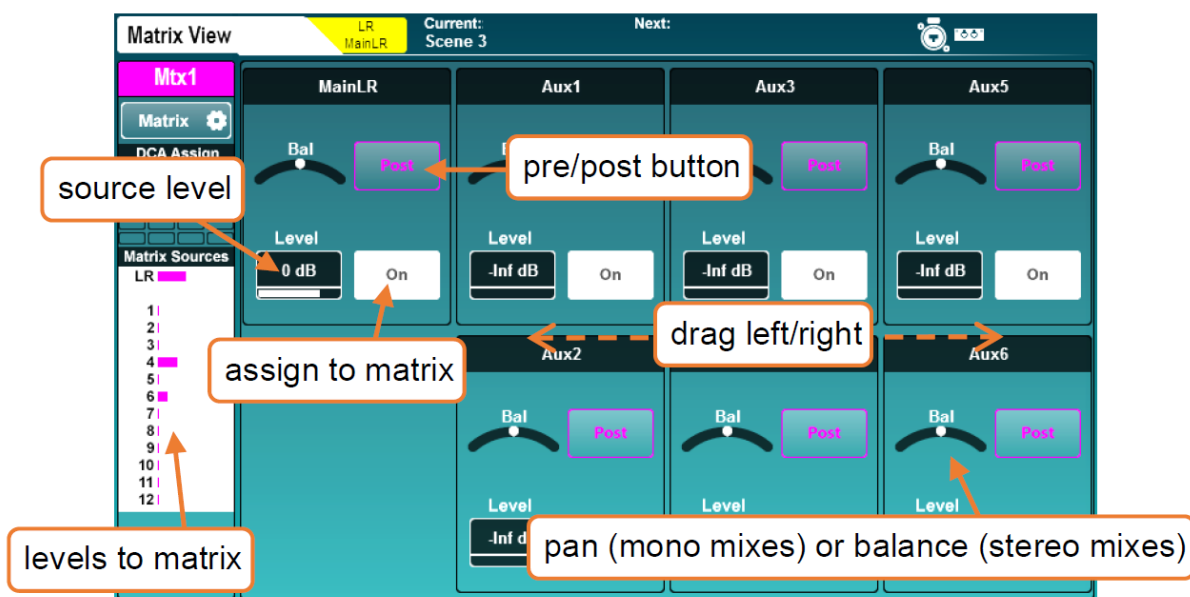 Matrix View
LR
MainLR
Current:
Scene 3
Next:
Mtx1
Matrix
DCA Assign
MainLR
Aux1
Aux3
Aux5
Bal
Post
pre/post button
Post
Bal
Post
source level
Level
0 dB
On
Level
-Inf dB
On
Level
-Inf dB
On
Level
-Inf dB
On
Matrix Sources
LR
1
2
3
4
5
6
7
8
9
10
11
12
assign to matrix
drag left/right
Aux2
Aux6
Bal
Post
Bal
Post
Bal
Post
Level
-Inf d
Level
Level
levels to matrix
pan (mono mixes) or balance (stereo mixes)